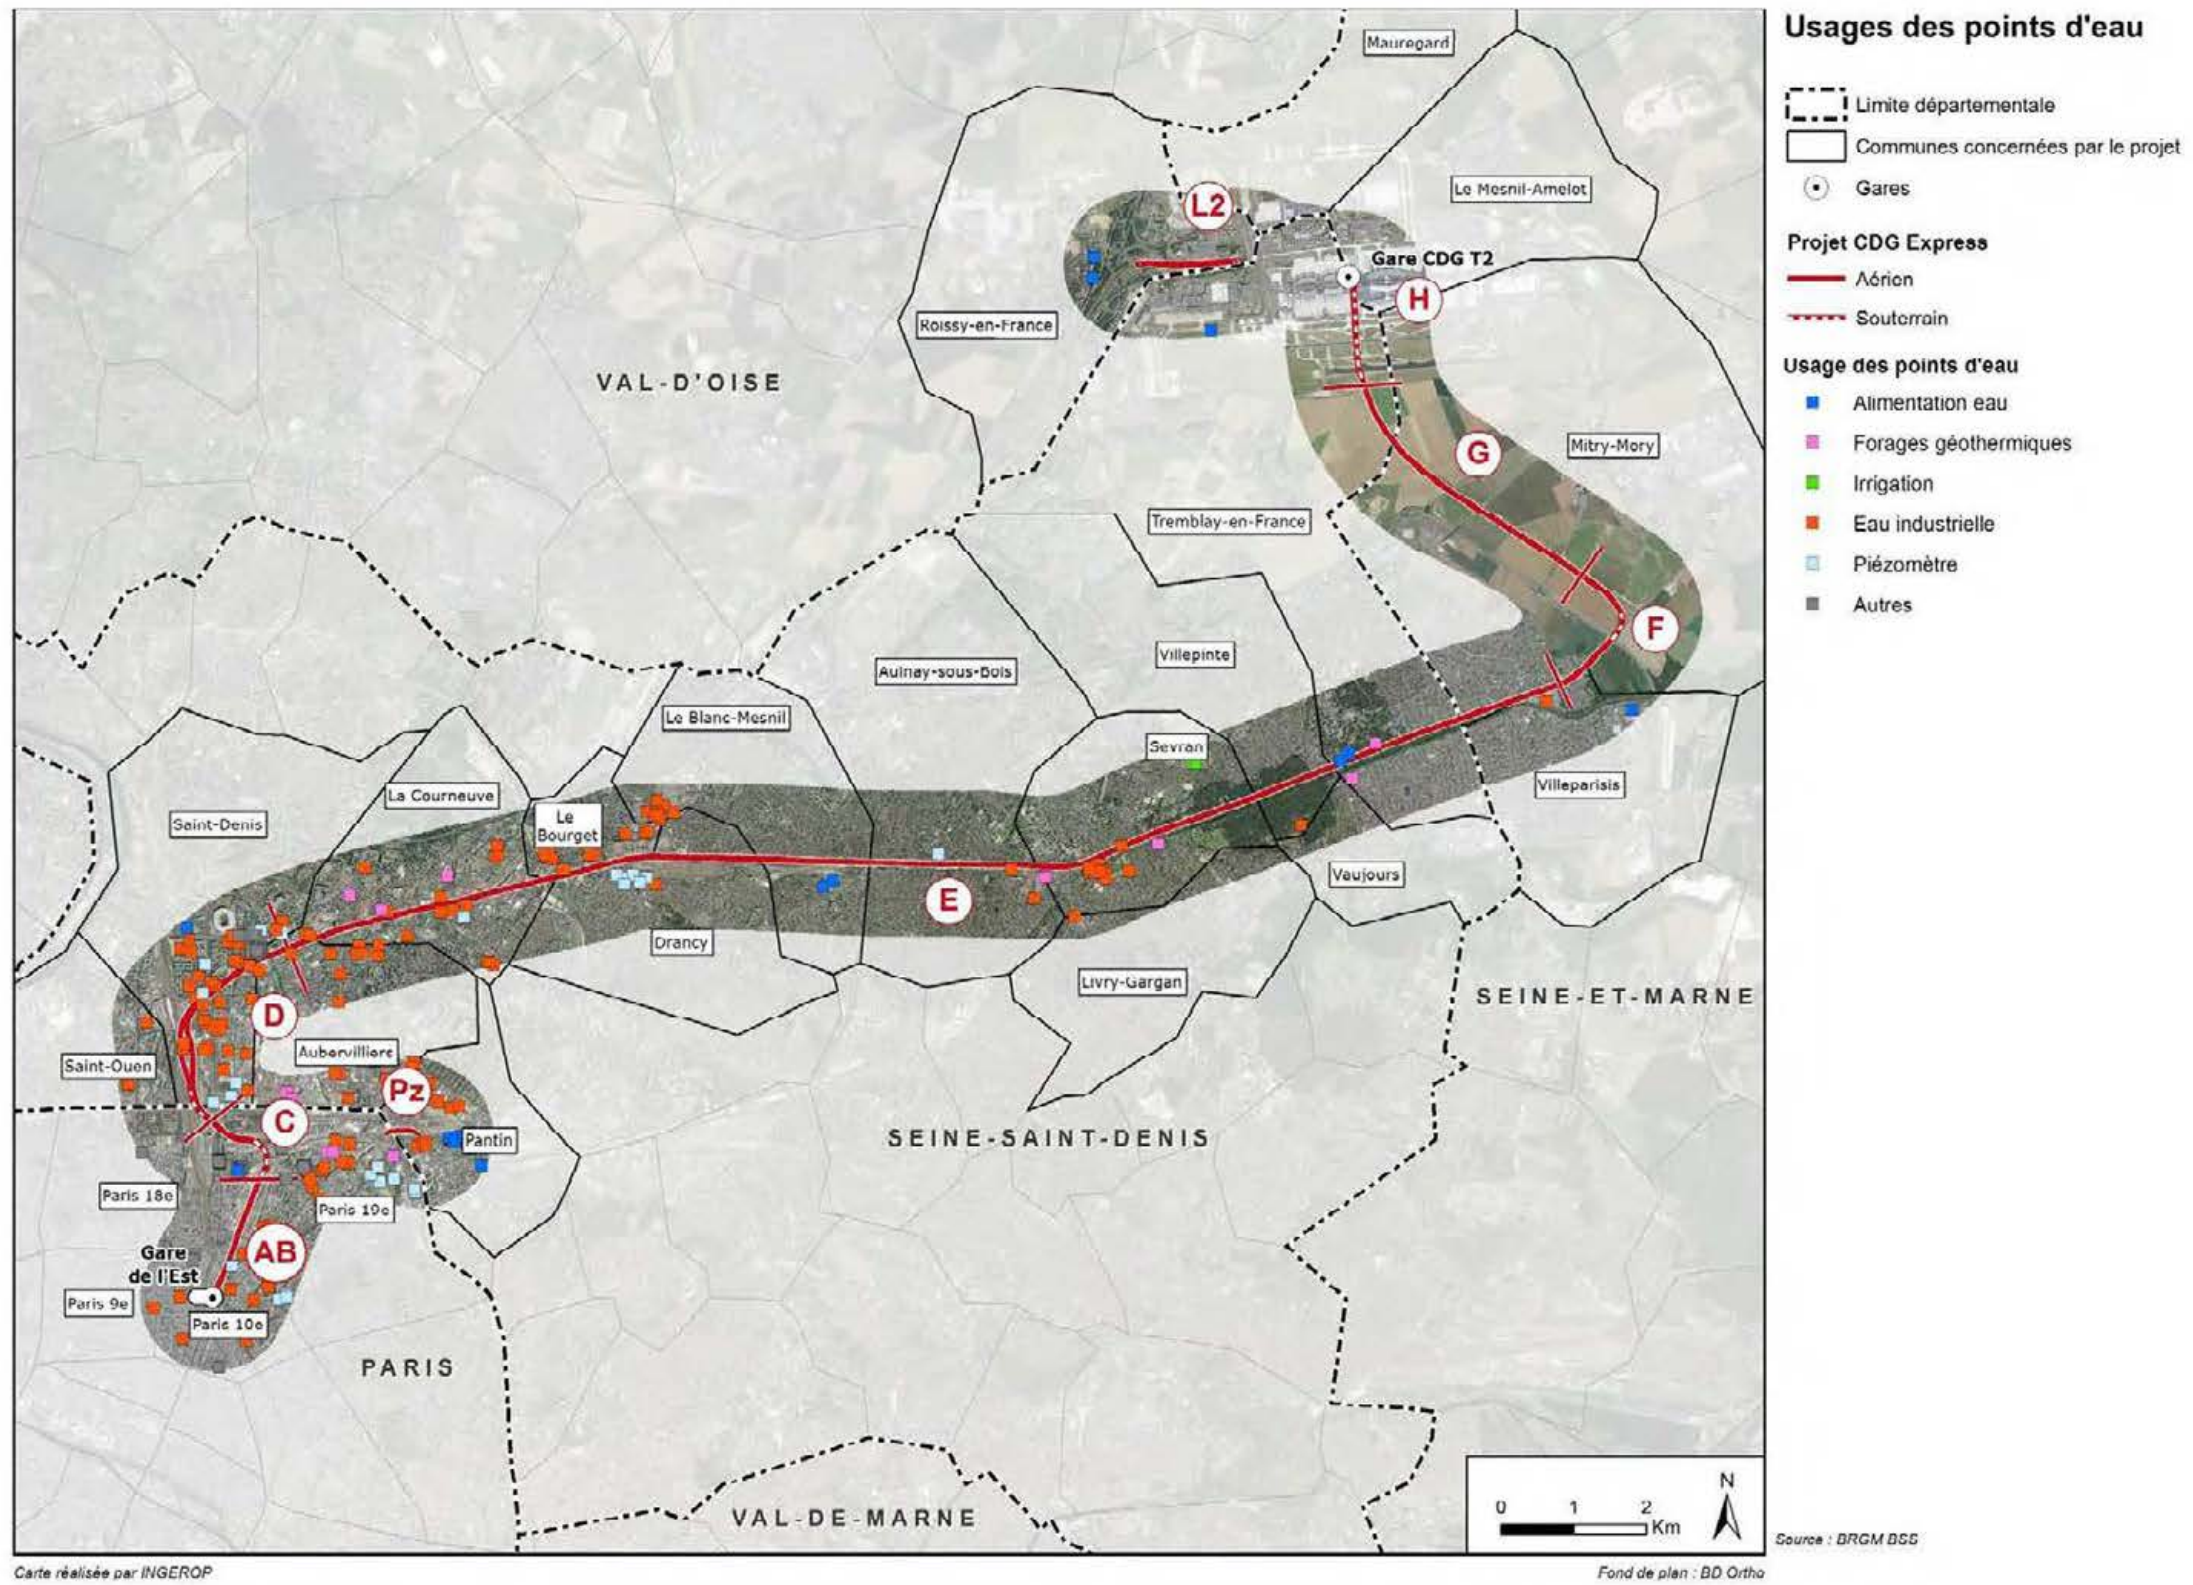 Usages des points d'eau
Limite départementale
Communes concernées par le projet
Gares
Projet CDG Express
Aérien
Souterrain
Usage des points d'eau
Alimentation eau
Forages géothermiques
Irrigation
Eau industrielle
Piézomètre
Autres
Mauregard
Le Mesnil-Amelot
L2
Gare CDG T2
H
Roissy-en-France
VAL-D'OISE
G
Mitry-Mory
Tremblay-en-France
F
Villepinte
Aulnay-sous-Bois
Le Blanc-Mesnil
Sevran
Villeparisis
La Courneuve
Le
Bourget
Saint-Denis
Vaujours
E
Drancy
Livry-Gargan
SEINE-ET-MARNE
D
Aubervilliers
Saint-Ouen
Pz
C
Pantin
SEINE-SAINT-DENIS
Paris 18e
Paris 19e
AB
Gare
de l'Est
Paris 9e
Paris 10e
PARIS
VAL-DE-MARNE
0 1 2
Km
N
Source : BRGM BSS
Carte réalisée par INGEROP
Fond de plan : BD Ortho